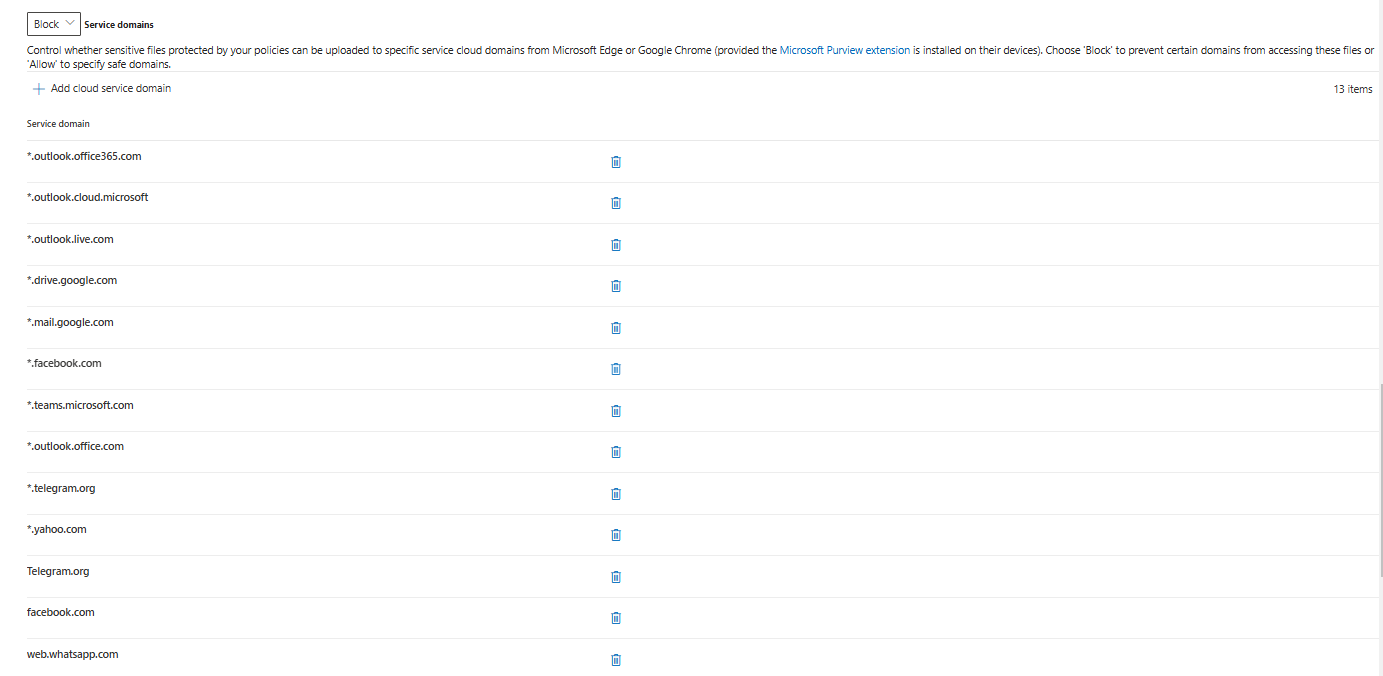 Block Service domains
Control whether sensitive files protected by your policies can be uploaded to specific service cloud domains from Microsoft Edge or Google Chrome (provided the Microsoft Purview extension is installed on their devices). Choose 'Block' to prevent certain domains from accessing these files or
'Allow' to specify safe domains.
Add cloud service domain 13 items
Service domain
*.outlook.office365.com
*.outlook.cloud.microsoft
*.outlook.live.com
*.drive.google.com
*.mail.google.com
*.facebook.com
*.teams.microsoft.com
*.outlook.office.com
*.telegram.org
*.yahoo.com
Telegram.org
facebook.com
web.whatsapp.com